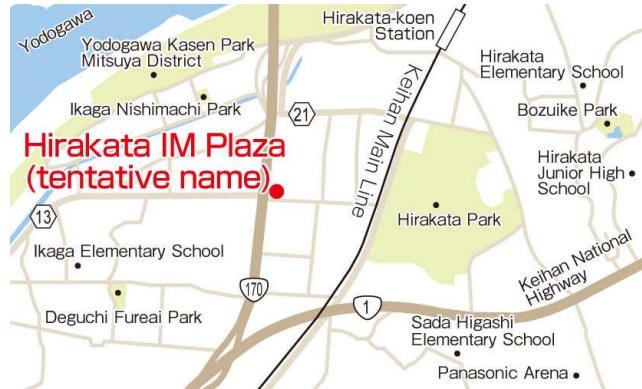 Yodogawa
Yodogawa Kasen Park
Mitsuya District
Ikaga Nishimachi Park
Hirakata IM Plaza
(tentative name)
13
Ikaga Elementary School
Deguchi Fureai Park
21
170
1
Hirakata-koen
Station
Keihan Main Line
Hirakata
Elementary School
Bozuike Park
Hirakata
Junior High
School
Hirakata Park
Keihan National
Highway
Sada Higashi
Elementary School
Panasonic Arena